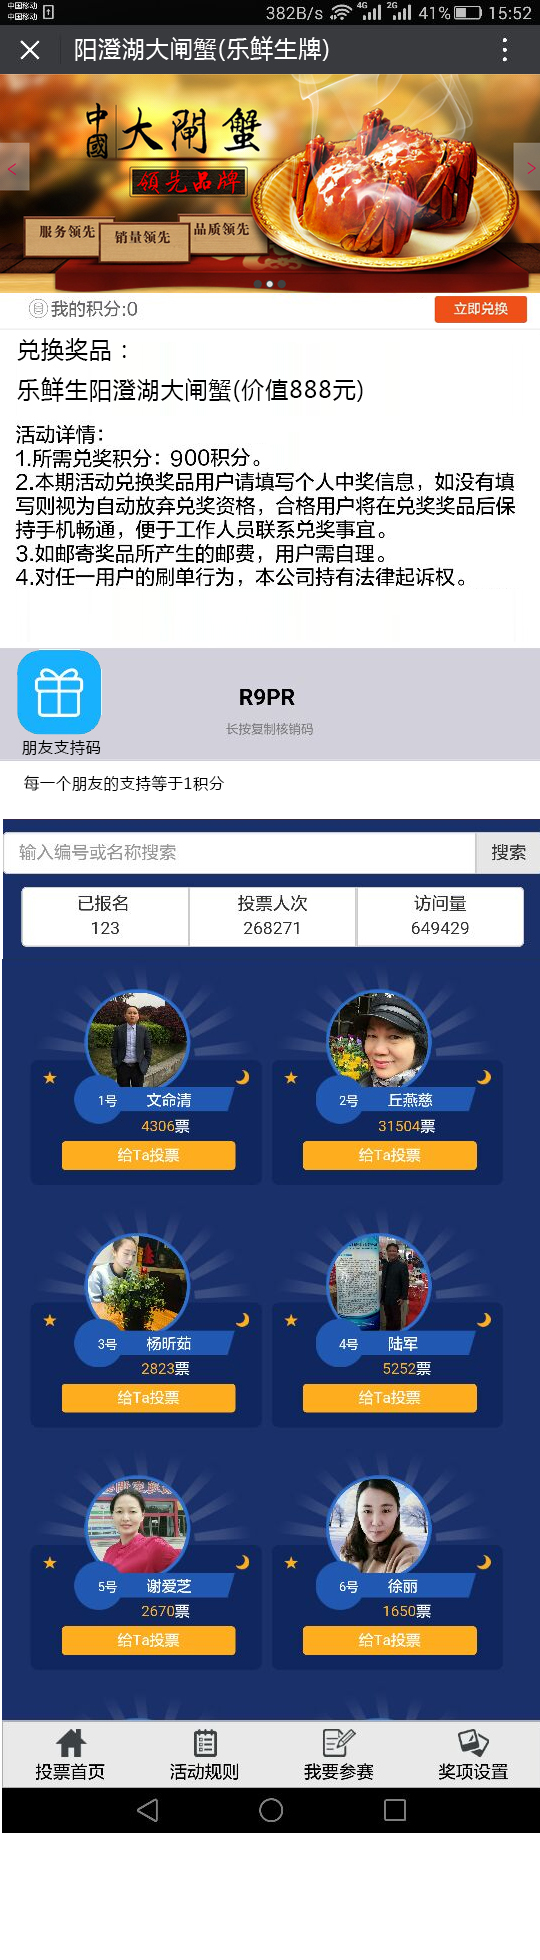 中国移动
中国移动
382B/s 4G 2G 41% 15:52
阳澄湖大闸蟹(乐鲜生牌)
中國 大閘蟹
領先品牌
服务领先 销量领先 品质领先
< >
我的积分:0 立即兑换
兑换奖品：
乐鲜生阳澄湖大闸蟹(价值888元)
活动详情：
1.所需兑奖积分：900积分。
2.本期活动兑换奖品用户请填写个人中奖信息，如没有填
写则视为自动放弃兑奖资格，合格用户将在兑奖奖品后保
持手机畅通，便于工作人员联系兑奖事宜。
3.如邮寄奖品所产生的邮费，用户需自理。
4.对任一用户的刷单行为，本公司持有法律起诉权。
R9PR
长按复制核销码
朋友支持码
每一个朋友的支持等于1积分
输入编号或名称搜索 搜索
已报名 投票人次 访问量
123 268271 649429
1号 文命清 2号 丘燕慈
4306票 31504票
给Ta投票 给Ta投票
3号 杨昕茹 4号 陆军
2823票 5252票
给Ta投票 给Ta投票
5号 谢爱芝 6号 徐丽
2670票 1650票
给Ta投票 给Ta投票
投票首页 活动规则 我要参赛 奖项设置